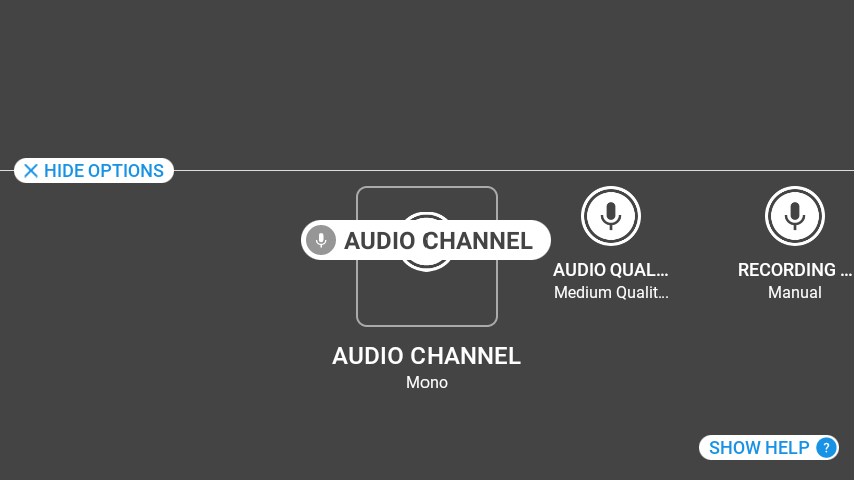 HIDE OPTIONS
AUDIO CHANNEL
AUDIO QUAL...
Medium Qualit...
RECORDING ...
Manual
AUDIO CHANNEL
Mono
SHOW HELP ?